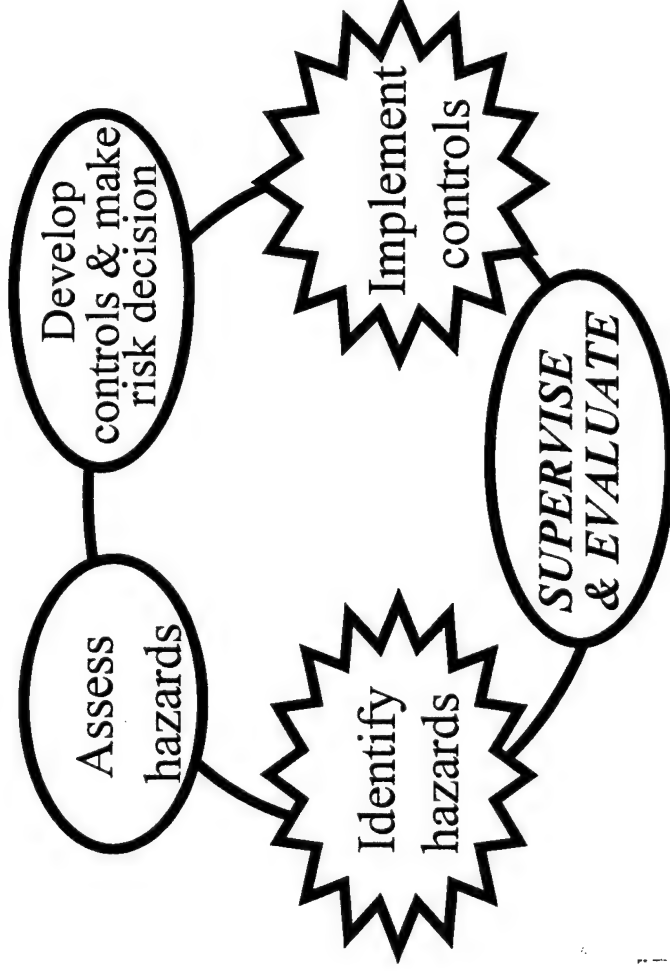 Assess
hazards
Develop
controls & make
risk decision
Identify
hazards
Implement
controls
SUPERVISE
& EVALUATE